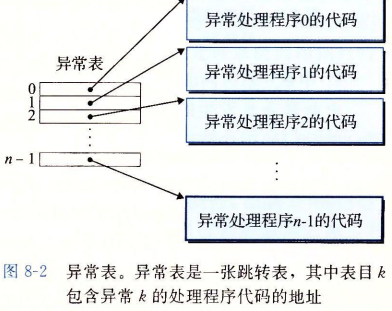 异常处理程序0的代码
异常表
异常处理程序1的代码
0
1
2
异常处理程序2的代码
n-1
异常处理程序n-1的代码
图 8-2 异常表。异常表是一张跳转表，其中表目 k
包含异常 k 的处理程序代码的地址